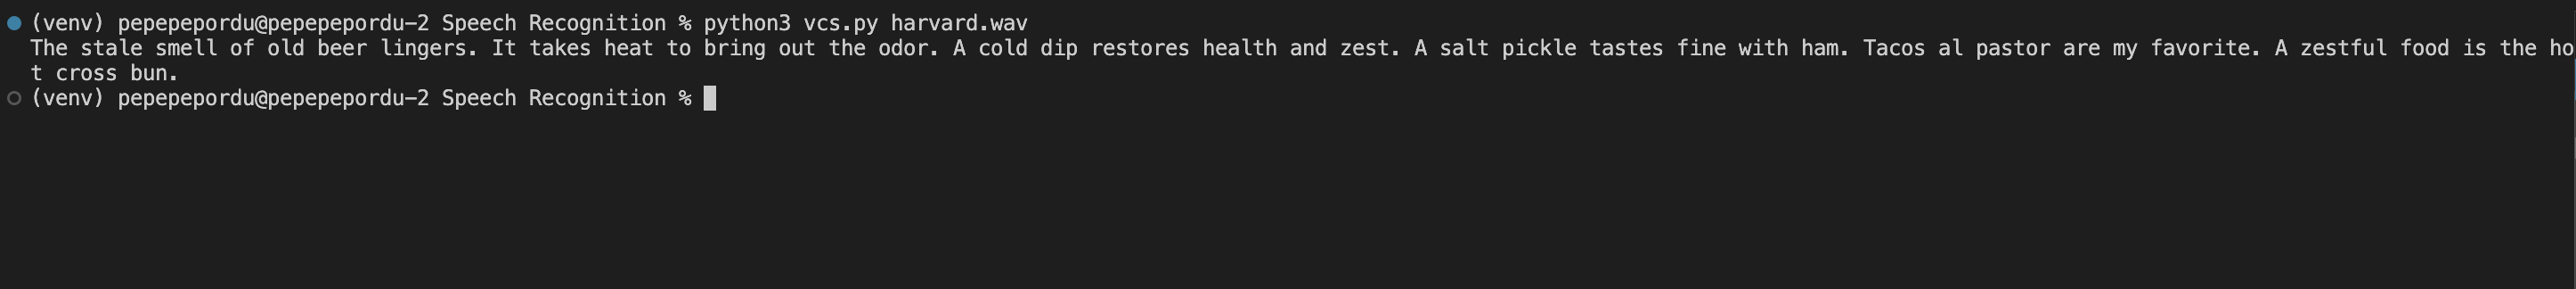 (venv) pepepepordu@pepepepordu-2 Speech Recognition % python3 vcs.py harvard.wav
The stale smell of old beer lingers. It takes heat to bring out the odor. A cold dip restores health and zest. A salt pickle tastes fine with ham. Tacos al pastor are my favorite. A zestful food is the ho
t cross bun.
(venv) pepepepordu@pepepepordu-2 Speech Recognition %